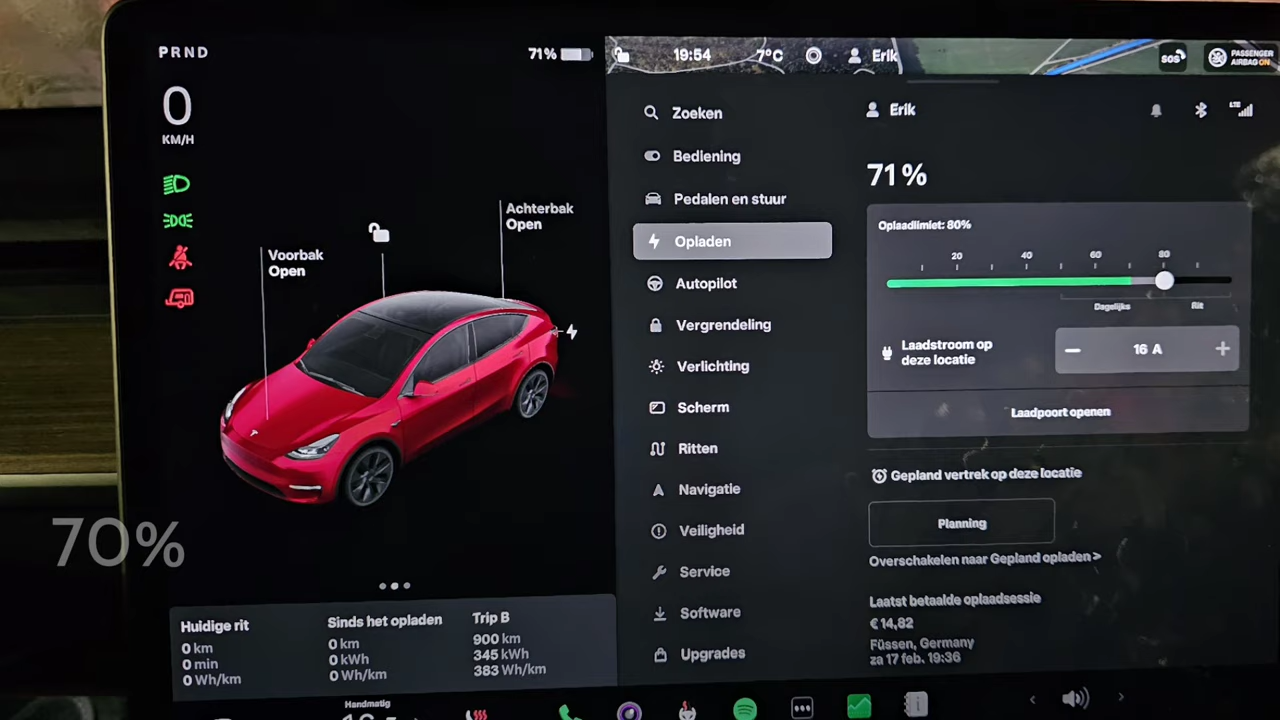 PRND
71%
0
KM/H
Voorbak
Open
Achterbak
Open
70%
Huidige rit
0 km
0 min
0 Wh/km
Sinds het opladen
0 km
0 kWh
0 Wh/km
Trip B
900 km
345 kWh
383 Wh/km
Handmatig
19:54
7°C
Erik
SOS
PASSENGER
AIRBAG ON
Zoeken
Bediening
Pedalen en stuur
Opladen
Autopilot
Vergrendeling
Verlichting
Scherm
Ritten
Navigatie
Veiligheid
Service
Software
Upgrades
Erik
LTE
71%
Oplaadlimiet: 80%
20 40 60 80
Dagelijks Rit
Laadstroom op
deze locatie
− 16 A +
Laadpoort openen
Gepland vertrek op deze locatie
Planning
Overschakelen naar Gepland opladen >
Laatst betaalde oplaadsessie
€ 14,82
Füssen, Germany
za 17 feb. 19:36